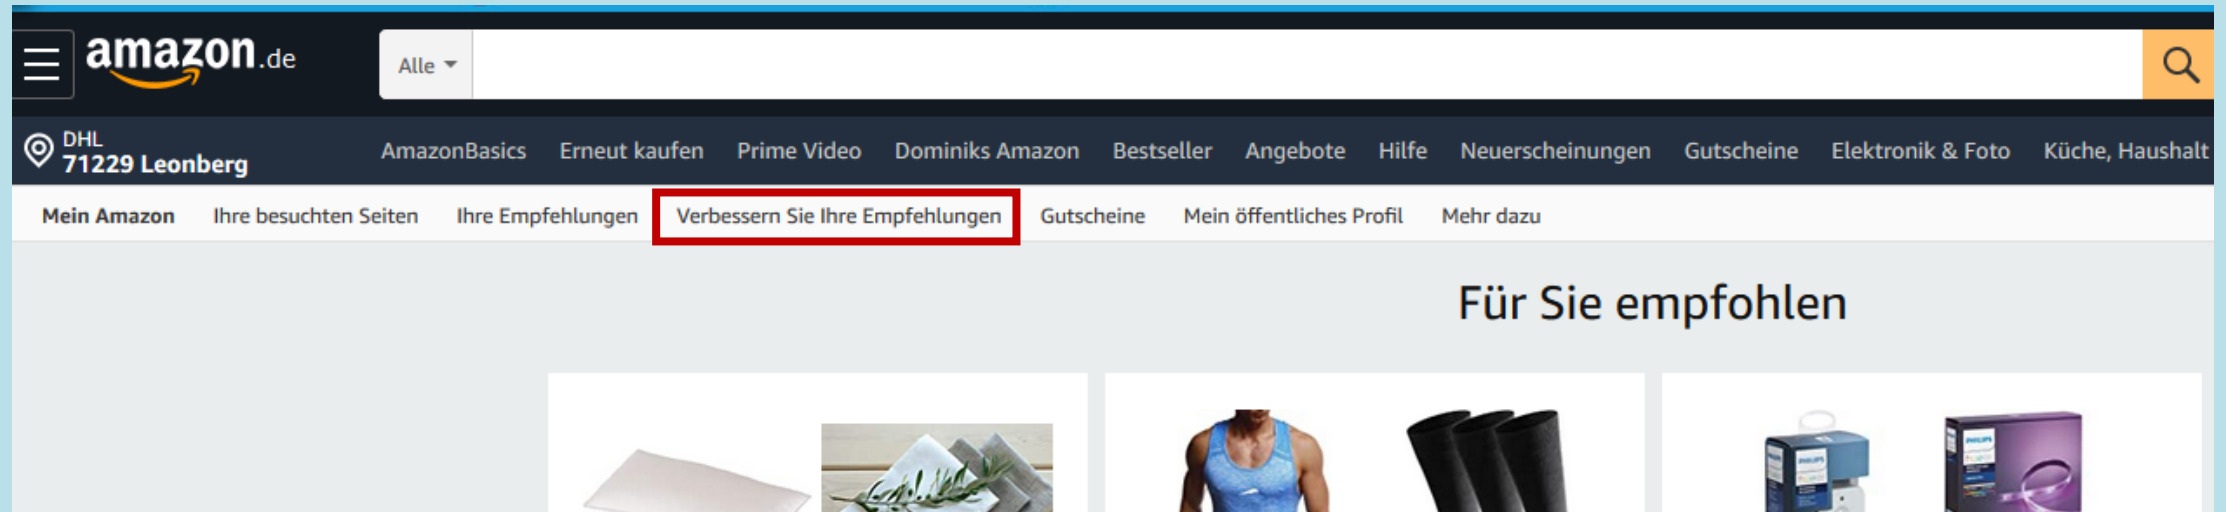 amazon.de
Alle
DHL
71229 Leonberg
AmazonBasics Erneut kaufen Prime Video Dominiks Amazon Bestseller Angebote Hilfe Neuerscheinungen Gutscheine Elektronik & Foto Küche, Haushalt
Mein Amazon Ihre besuchten Seiten Ihre Empfehlungen Verbessern Sie Ihre Empfehlungen Gutscheine Mein öffentliches Profil Mehr dazu
Für Sie empfohlen
PHILIPS
PHILIPS